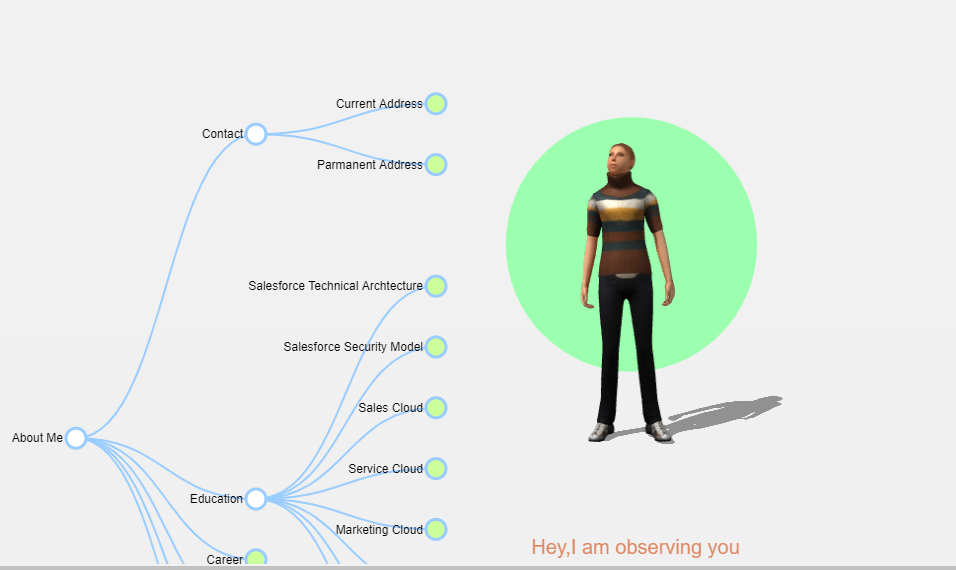 Current Address
Contact
Parmanent Address
Salesforce Technical Archtecture
Salesforce Security Model
Sales Cloud
About Me
Service Cloud
Education
Marketing Cloud
Hey,I am observing you
Career